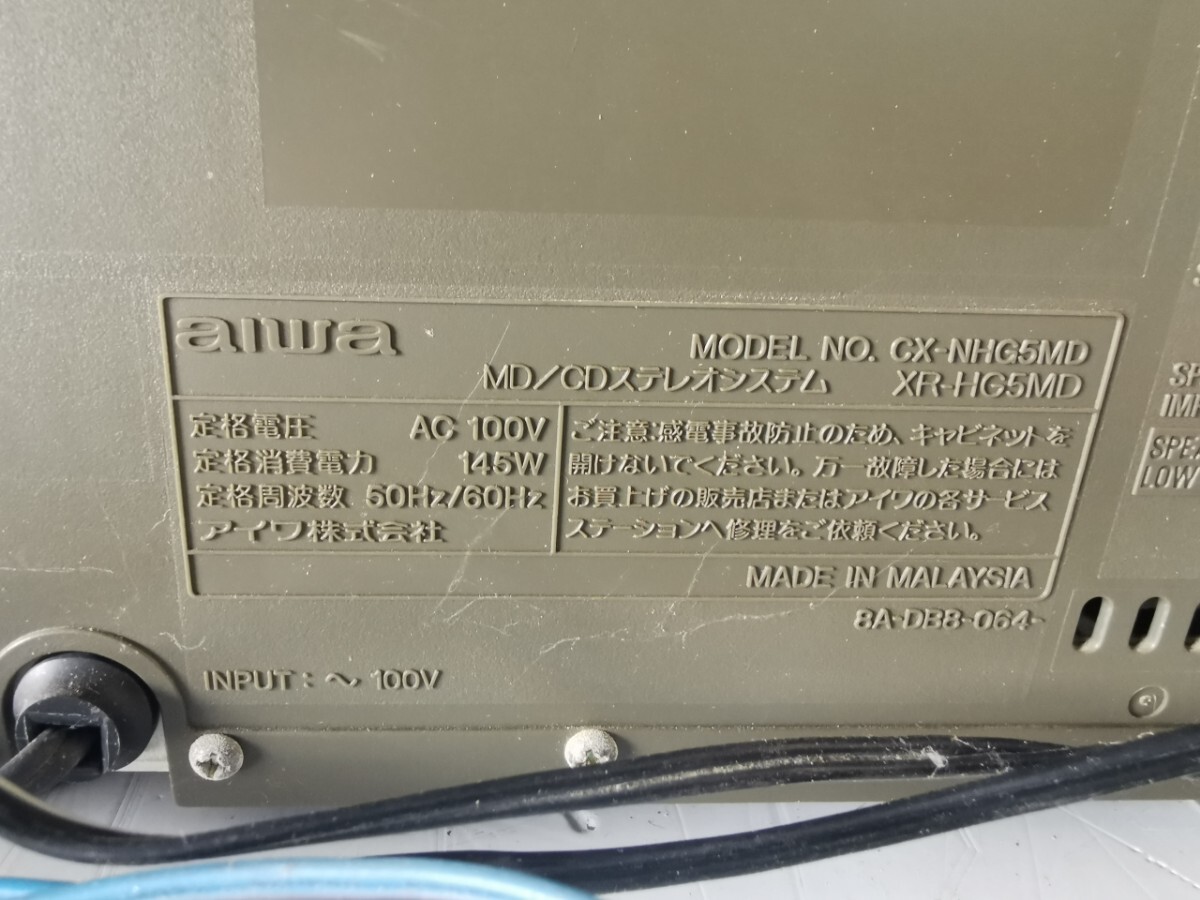 aiwa
MODEL NO. CX-NHG5MD
MD/CDステレオシステム XR-HG5MD
定格電圧 AC 100V
定格消費電力 145W
定格周波数 50Hz/60Hz
アイワ株式会社
ご注意.感電事故防止のため、キャビネットを
開けないでください。万一故障した場合には
お買上げの販売店またはアイワの各サービス
ステーションへ修理をご依頼ください。
MADE IN MALAYSIA
8A-DB8-064-
INPUT : ～ 100V
LOW